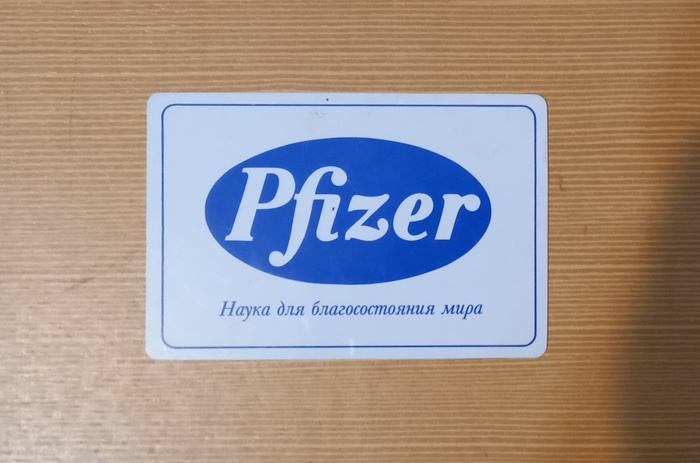 Pfizer
Наука для благосостояния мира